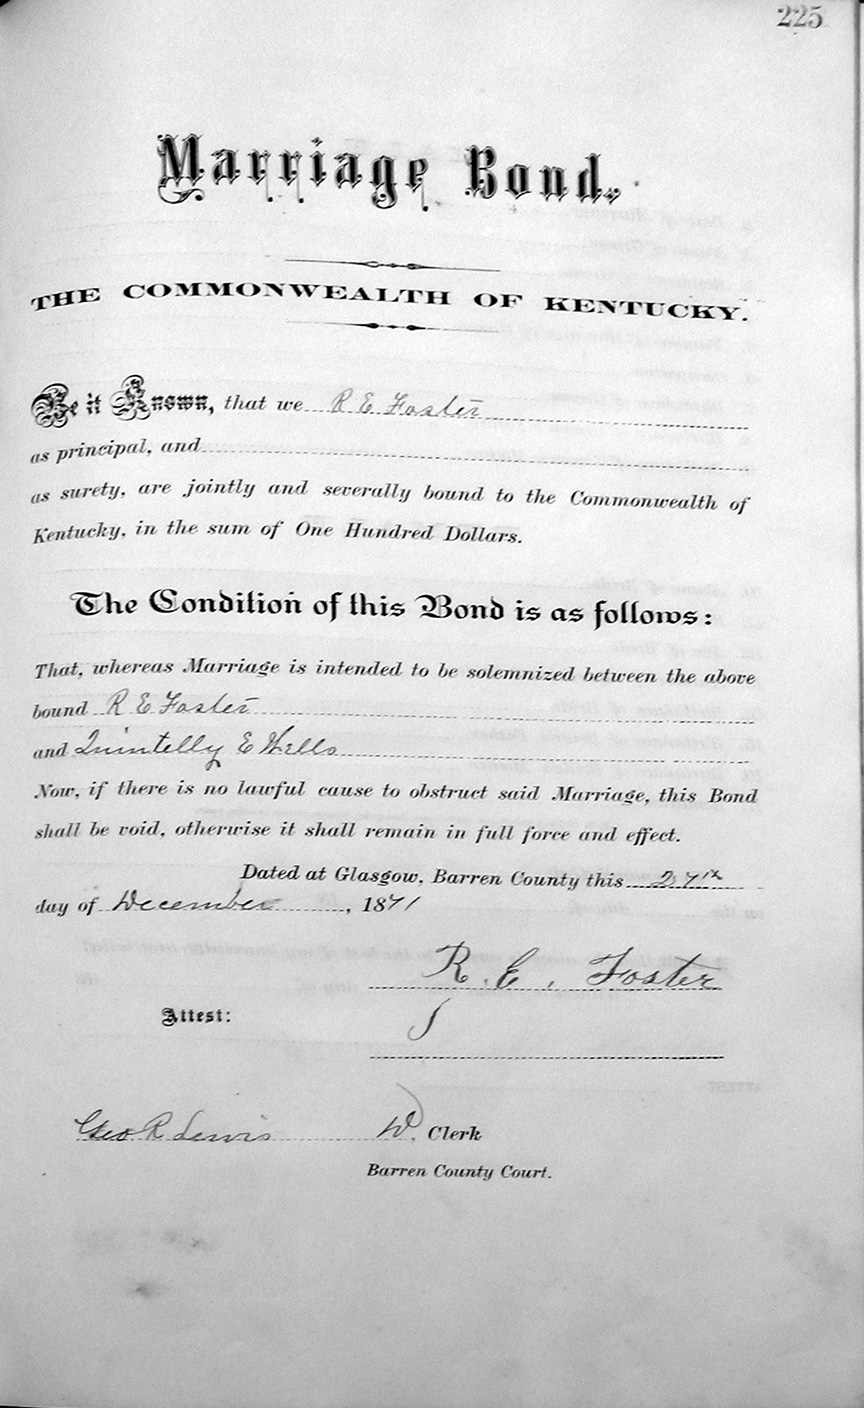 225
Marriage Bond.
THE COMMONWEALTH OF KENTUCKY.
Be it Known, that we R E Foster
as principal, and
as surety, are jointly and severally bound to the Commonwealth of
Kentucky, in the sum of One Hundred Dollars.
The Condition of this Bond is as follows:
That, whereas Marriage is intended to be solemnized between the above
bound R E Foster
and Quintelly E Wells
Now, if there is no lawful cause to obstruct said Marriage, this Bond
shall be void, otherwise it shall remain in full force and effect.
Dated at Glasgow, Barren County this 27th
day of December, 1871
R. E. Foster
Attest:
Geo R Lewis Clerk
Barren County Court.